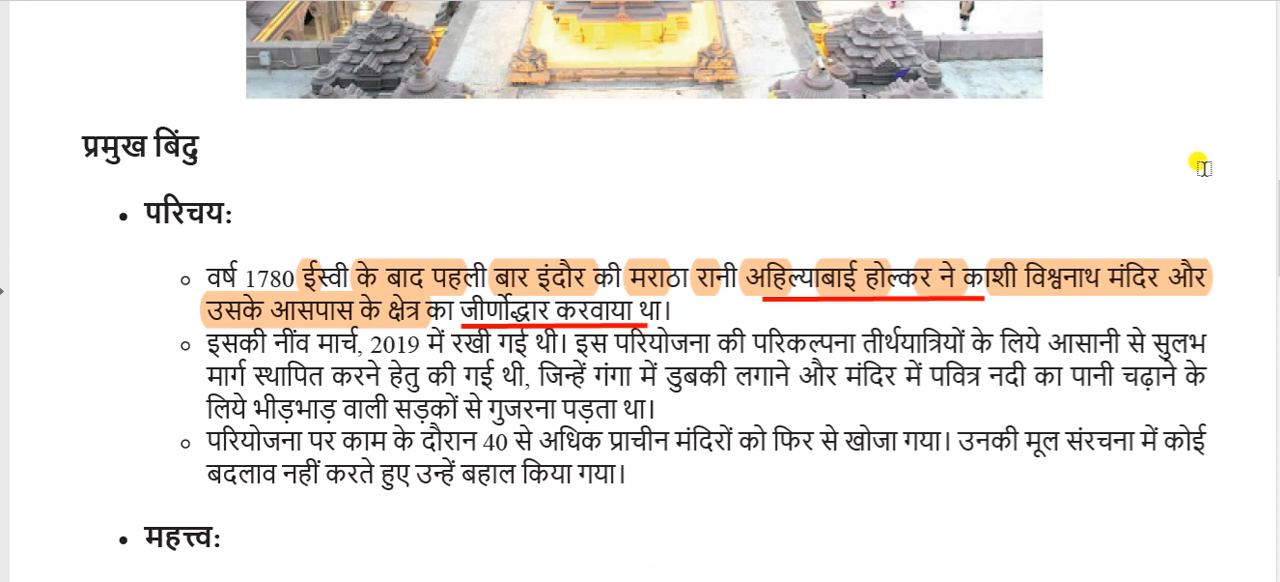 प्रमुख बिंदु
• परिचय:
○ वर्ष 1780 ईस्वी के बाद पहली बार इंदौर की मराठा रानी अहिल्याबाई होल्कर ने काशी विश्वनाथ मंदिर और
उसके आसपास के क्षेत्र का जीर्णोद्धार करवाया था।
○ इसकी नींव मार्च, 2019 में रखी गई थी। इस परियोजना की परिकल्पना तीर्थयात्रियों के लिये आसानी से सुलभ
मार्ग स्थापित करने हेतु की गई थी, जिन्हें गंगा में डुबकी लगाने और मंदिर में पवित्र नदी का पानी चढ़ाने के
लिये भीड़भाड़ वाली सड़कों से गुजरना पड़ता था।
○ परियोजना पर काम के दौरान 40 से अधिक प्राचीन मंदिरों को फिर से खोजा गया। उनकी मूल संरचना में कोई
बदलाव नहीं करते हुए उन्हें बहाल किया गया।
• महत्त्व: